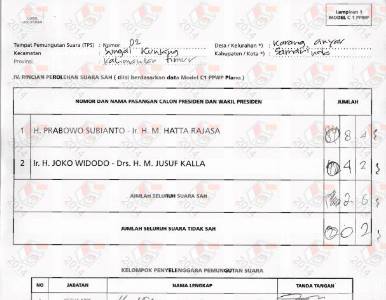 Lampiran 1
MODEL C 1 PPWP
Tempat Pemungutan Suara (TPS) : Nomor 02 Desa / Kelurahan *) : Karang anyar
Kecamatan : Sungai Kunjang Kabupaten / Kota *) : Samarinda
Provinsi : Kalimantan Timur
IV. RINCIAN PEROLEHAN SUARA SAH ( diisi berdasarkan data Model C1 PPWP Plano )
NOMOR DAN NAMA PASANGAN CALON PRESIDEN DAN WAKIL PRESIDEN JUMLAH
1 H. PRABOWO SUBIANTO - Ir. H. M. HATTA RAJASA 0 8 4
2 Ir. H. JOKO WIDODO - Drs. H. M. JUSUF KALLA 0 4 2
JUMLAH SELURUH SUARA SAH 1 2 6
JUMLAH SELURUH SUARA TIDAK SAH 0 0 2
KELOMPOK PENYELENGGARA PEMUNGUTAN SUARA
NO JABATAN NAMA LENGKAP TANDA TANGAN